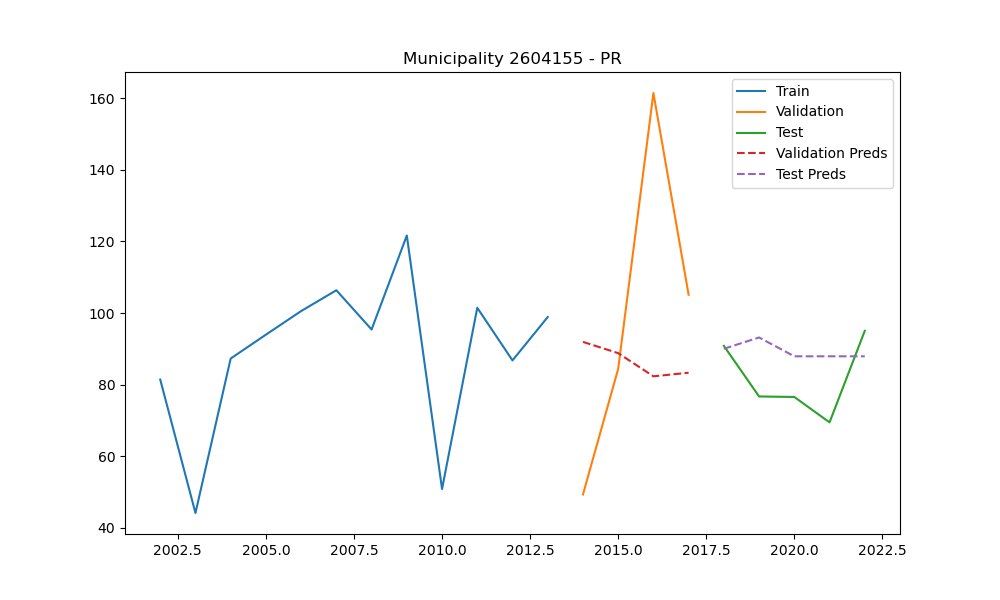 Municipality 2604155 - PR
160
140
120
100
80
60
40
Train
Validation
Test
Validation Preds
Test Preds
2002.5 2005.0 2007.5 2010.0 2012.5 2015.0 2017.5 2020.0 2022.5